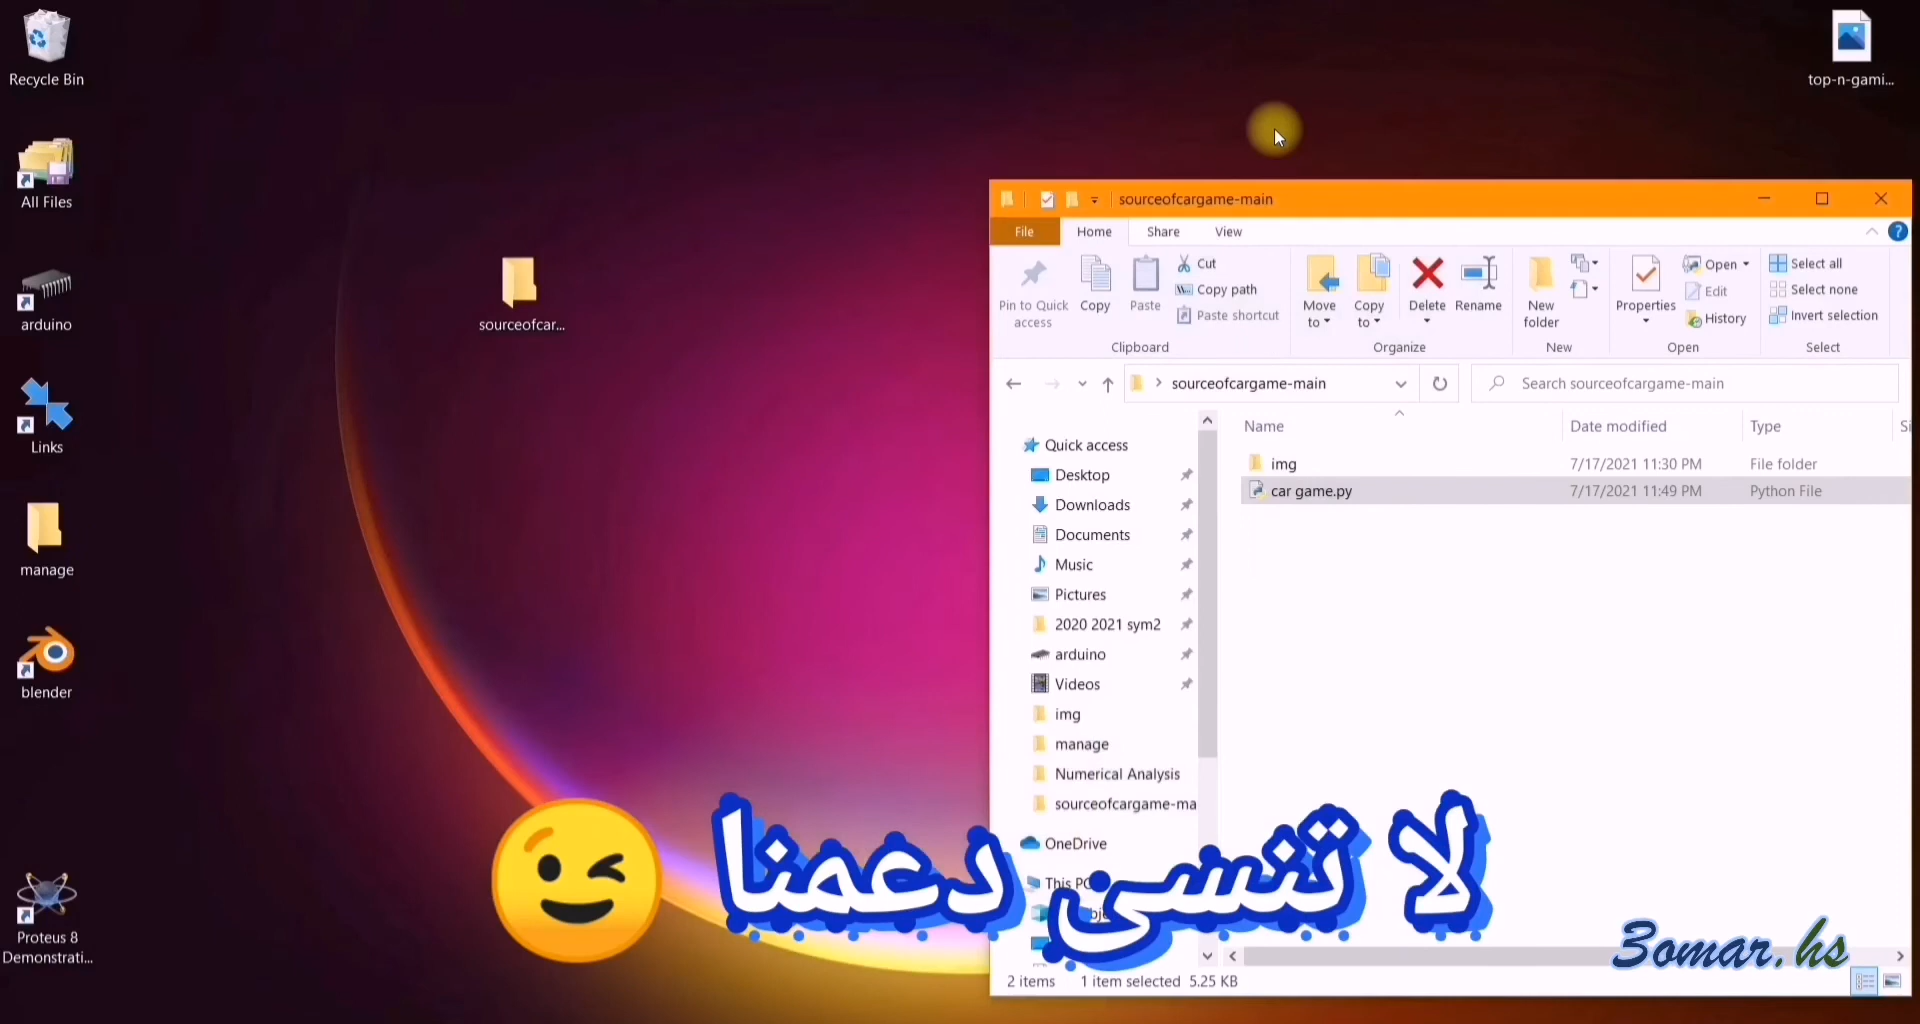 Recycle Bin
All Files
arduino
Links
manage
blender
Proteus 8
Demonstrati...
sourceofcar...
top-n-gami...
sourceofcargame-main
File
Home
Share
View
Pin to Quick
access
Copy
Paste
Cut
Copy path
Paste shortcut
Clipboard
Move
to
Copy
to
Delete
Rename
Organize
New
folder
New
Properties
Open
Edit
History
Open
Select all
Select none
Invert selection
Select
sourceofcargame-main
Search sourceofcargame-main
Name
Date modified
Type
Si
img
7/17/2021 11:30 PM
File folder
car game.py
7/17/2021 11:49 PM
Python File
Quick access
Desktop
Downloads
Documents
Music
Pictures
2020 2021 sym2
arduino
Videos
img
manage
Numerical Analysis
sourceofcargame-ma
OneDrive
This PC
لا تنسى دعمنا
3omar.hs
2 items
1 item selected 5.25 KB